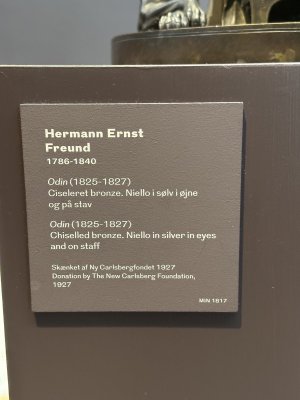 Hermann Ernst
Freund
1786-1840
Odin (1825-1827)
Ciseleret bronze. Niello i sølv i øjne
og på stav
Odin (1825-1827)
Chiselled bronze. Niello in silver in eyes
and on staff
Skænket af Ny Carlsbergfondet 1927
Donation by The New Carlsberg Foundation,
1927
MIN 1817